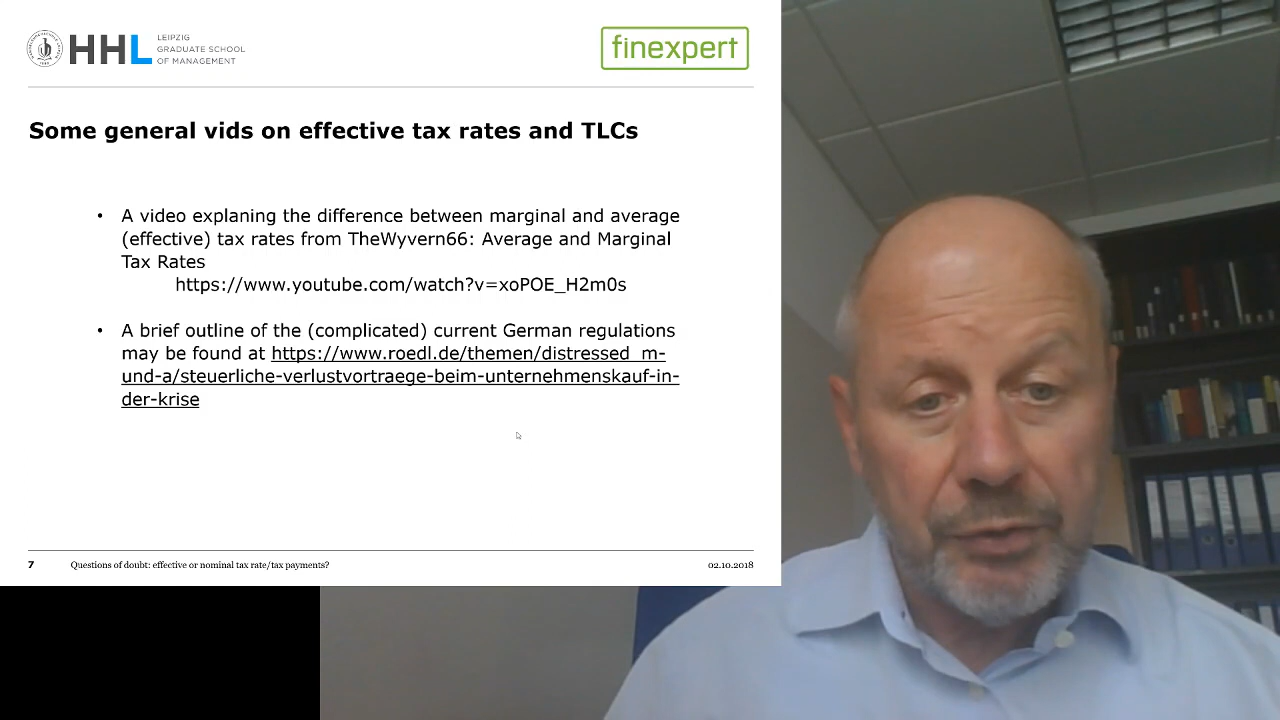 HHL
LEIPZIG
GRADUATE SCHOOL
OF MANAGEMENT
finexpert
Some general vids on effective tax rates and TLCs
• A video explaning the difference between marginal and average
(effective) tax rates from TheWyvern66: Average and Marginal
Tax Rates
https://www.youtube.com/watch?v=xoPOE_H2m0s
• A brief outline of the (complicated) current German regulations
may be found at https://www.roedl.de/themen/distressed_m-
und-a/steuerliche-verlustvortraege-beim-unternehmenskauf-in-
der-krise
7 Questions of doubt: effective or nominal tax rate/tax payments? 02.10.2018